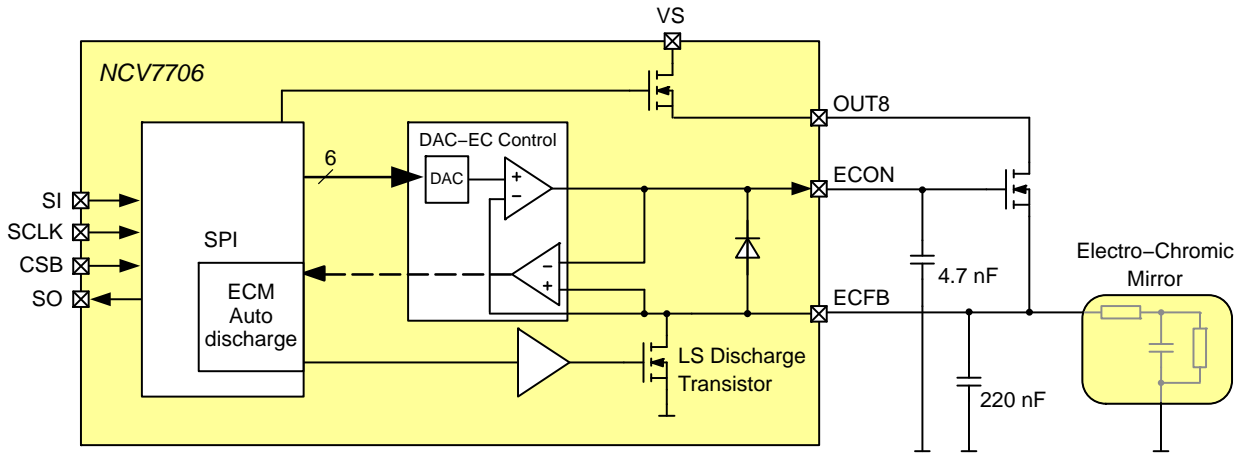 VS
NCV7706
OUT8
DAC−EC Control
6
DAC
+
−
ECON
SI
SCLK
SPI
CSB
−
+
Electro−Chromic
Mirror
4.7 nF
SO
ECM
Auto
discharge
ECFB
LS Discharge
Transistor
220 nF